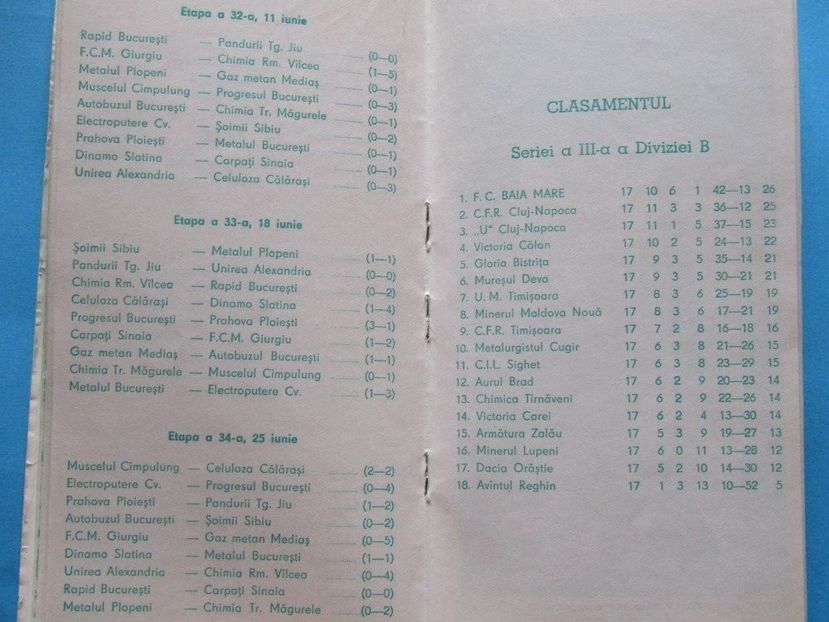 Etapa a 32-a, 11 iunie
Rapid București — Pandurii Tg. Jiu (0—0)
F.C.M. Giurgiu — Chimia Rm. Vîlcea (1—5)
Metalul Plopeni — Gaz metan Mediaș (0—1)
Muscelul Cîmpulung — Progresul București (0—3)
Autobuzul București — Chimia Tr. Măgurele (0—1)
Electroputere Cv. — Șoimii Sibiu (0—2)
Prahova Ploiești — Metalul București (0—1)
Dinamo Slatina — Carpați Sinaia (0—1)
Unirea Alexandria — Celuloza Călărași (0—3)
Etapa a 33-a, 18 iunie
Șoimii Sibiu — Metalul Plopeni (1—1)
Pandurii Tg. Jiu — Unirea Alexandria (0—0)
Chimia Rm. Vîlcea — Rapid București (0—2)
Celuloza Călărași — Dinamo Slatina (1—4)
Progresul București — Prahova Ploiești (3—1)
Carpați Sinaia — F.C.M. Giurgiu (1—2)
Gaz metan Mediaș — Autobuzul București (1—1)
Chimia Tr. Măgurele — Muscelul Cîmpulung (0—1)
Metalul București — Electroputere Cv. (1—3)
Etapa a 34-a, 25 iunie
Muscelul Cîmpulung — Celuloza Călărași (2—2)
Electroputere Cv. — Progresul București (0—4)
Prahova Ploiești — Pandurii Tg. Jiu (1—2)
Autobuzul București — Șoimii Sibiu (0—2)
F.C.M. Giurgiu — Gaz metan Mediaș (0—5)
Dinamo Slatina — Metalul București (1—1)
Unirea Alexandria — Chimia Rm. Vîlcea (0—4)
Rapid București — Carpați Sinaia (0—0)
Metalul Plopeni — Chimia Tr. Măgurele (0—2)
CLASAMENTUL
Seriei a III-a a Diviziei B
1. F. C. BAIA MARE 17 10 6 1 42—13 26
2. C.F.R. Cluj-Napoca 17 11 3 3 36—12 25
3. „U“ Cluj-Napoca 17 11 1 5 37—15 23
4. Victoria Călan 17 10 2 5 24—13 22
5. Gloria Bistrița 17 9 3 5 35—14 21
6. Mureșul Deva 17 9 3 5 30—21 21
7. U. M. Timișoara 17 8 3 6 25—19 19
8. Minerul Moldova Nouă 17 8 3 6 17—21 19
9. C.F.R. Timișoara 17 7 2 8 16—18 16
10. Metalurgistul Cugir 17 6 3 8 21—26 15
11. C.I.L. Sighet 17 6 3 8 23—29 15
12. Aurul Brad 17 6 2 9 20—23 14
13. Chimica Tîrnăveni 17 6 2 9 22—26 14
14. Victoria Carei 17 6 2 4 13—30 14
15. Armătura Zalău 17 5 3 9 19—27 13
16. Minerul Lupeni 17 6 0 11 13—28 12
17. Dacia Orăștie 17 5 2 10 14—30 12
18. Avîntul Reghin 17 1 3 13 10—52 5